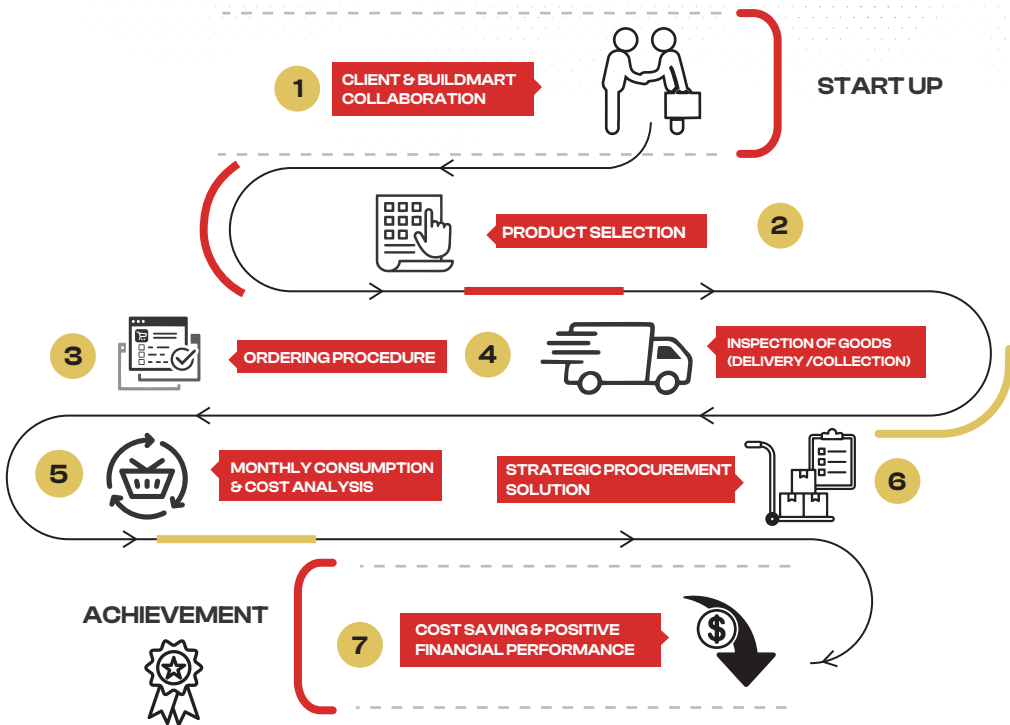 1
CLIENT & BUILDMART
COLLABORATION
START UP
PRODUCT SELECTION
2
3
ORDERING PROCEDURE
4
INSPECTION OF GOODS
(DELIVERY /COLLECTION)
5
MONTHLY CONSUMPTION
& COST ANALYSIS
STRATEGIC PROCUREMENT
SOLUTION
6
ACHIEVEMENT
7
COST SAVING & POSITIVE
FINANCIAL PERFORMANCE
$